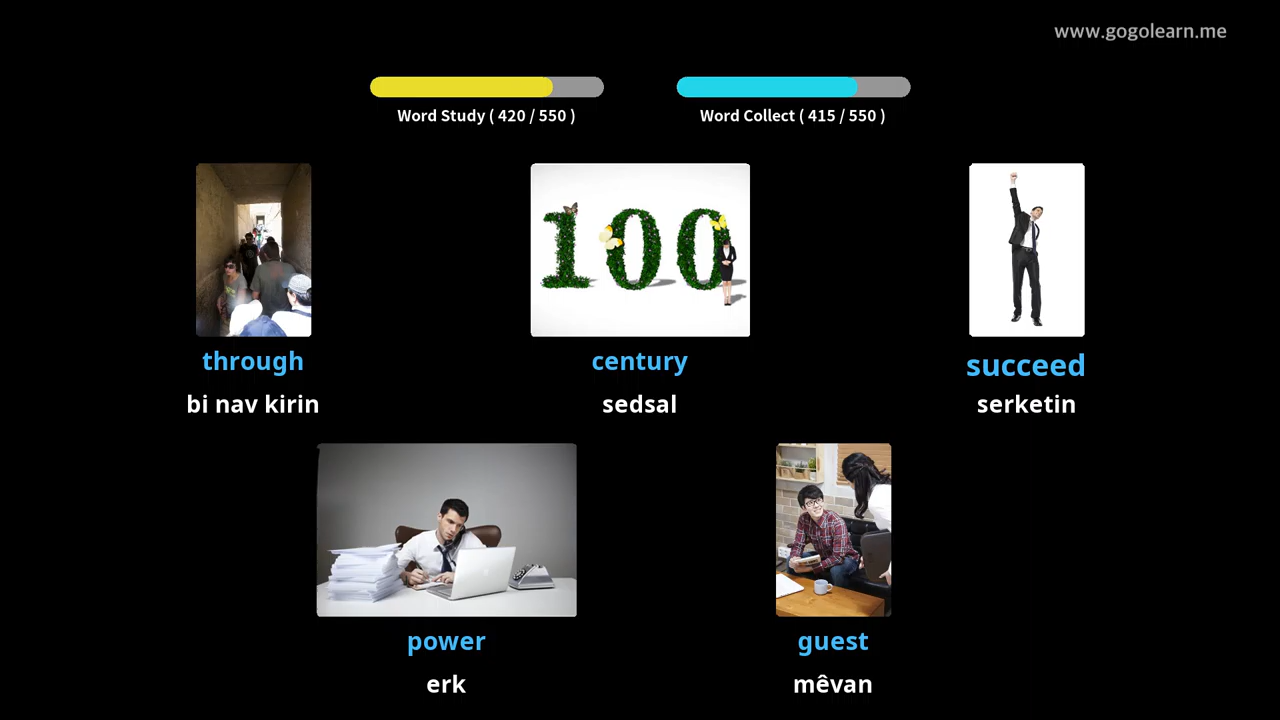 www.gogolearn.me
Word Study ( 420 / 550 )
Word Collect ( 415 / 550 )
100
through
century
succeed
bi nav kirin
sedsal
serketin
power
guest
erk
mêvan